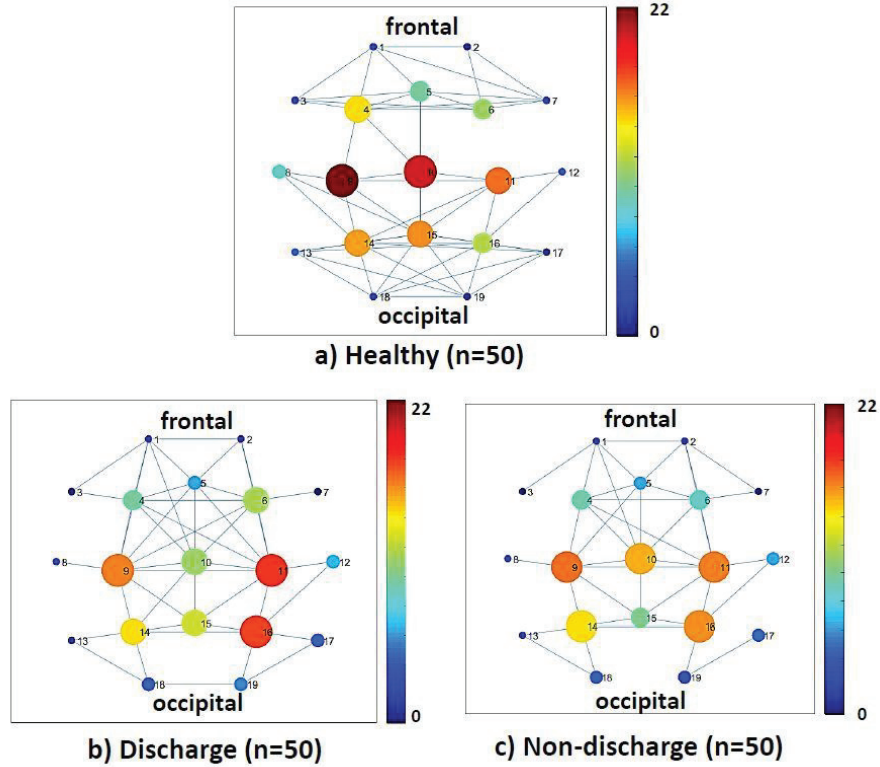 22
frontal
1 2
3 5 7
4 6
8 12
10 11
15
14 16
13 17
18 19
occipital
0
a) Healthy (n=50)
22
frontal
1 2
5
3 4 6 7
8 10 12
9 11
15
13 14 16 17
18 19
occipital
0
b) Discharge (n=50)
22
frontal
1 2
5
3 4 6 7
8 10 12
9 11
15
13 14 16 17
18 19
occipital
0
c) Non-discharge (n=50)